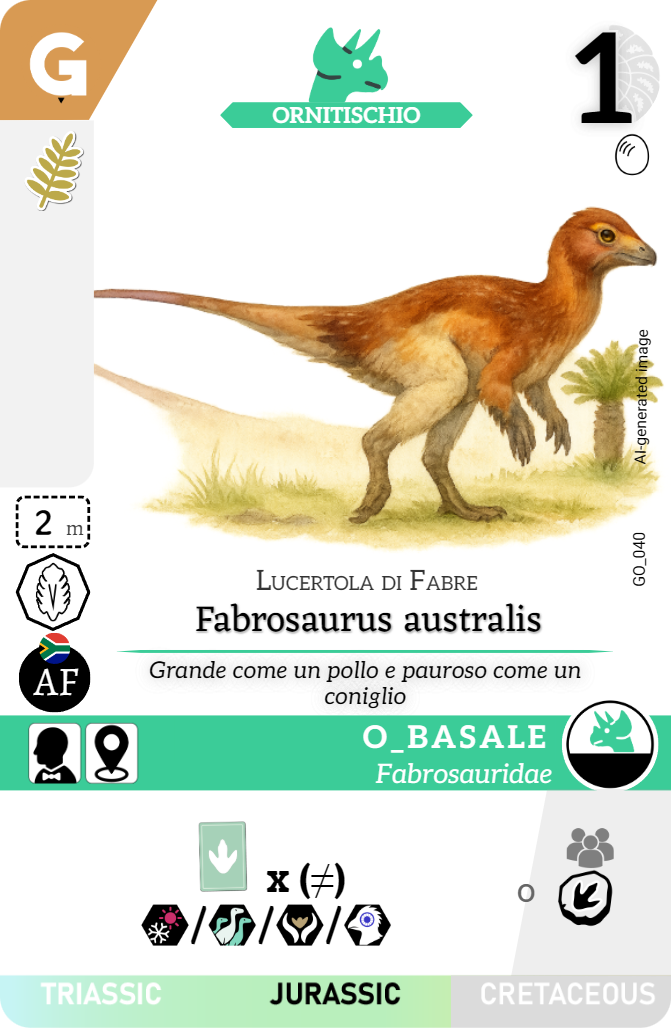 G
ORNITISCHIO
1
AI-generated image
2 m
GO_040
LUCERTOLA DI FABRE
Fabrosaurus australis
AF
Grande come un pollo e pauroso come un
coniglio
O_BASALE
Fabrosauridae
x (≠)
/ / /
O
TRIASSIC JURASSIC CRETACEOUS